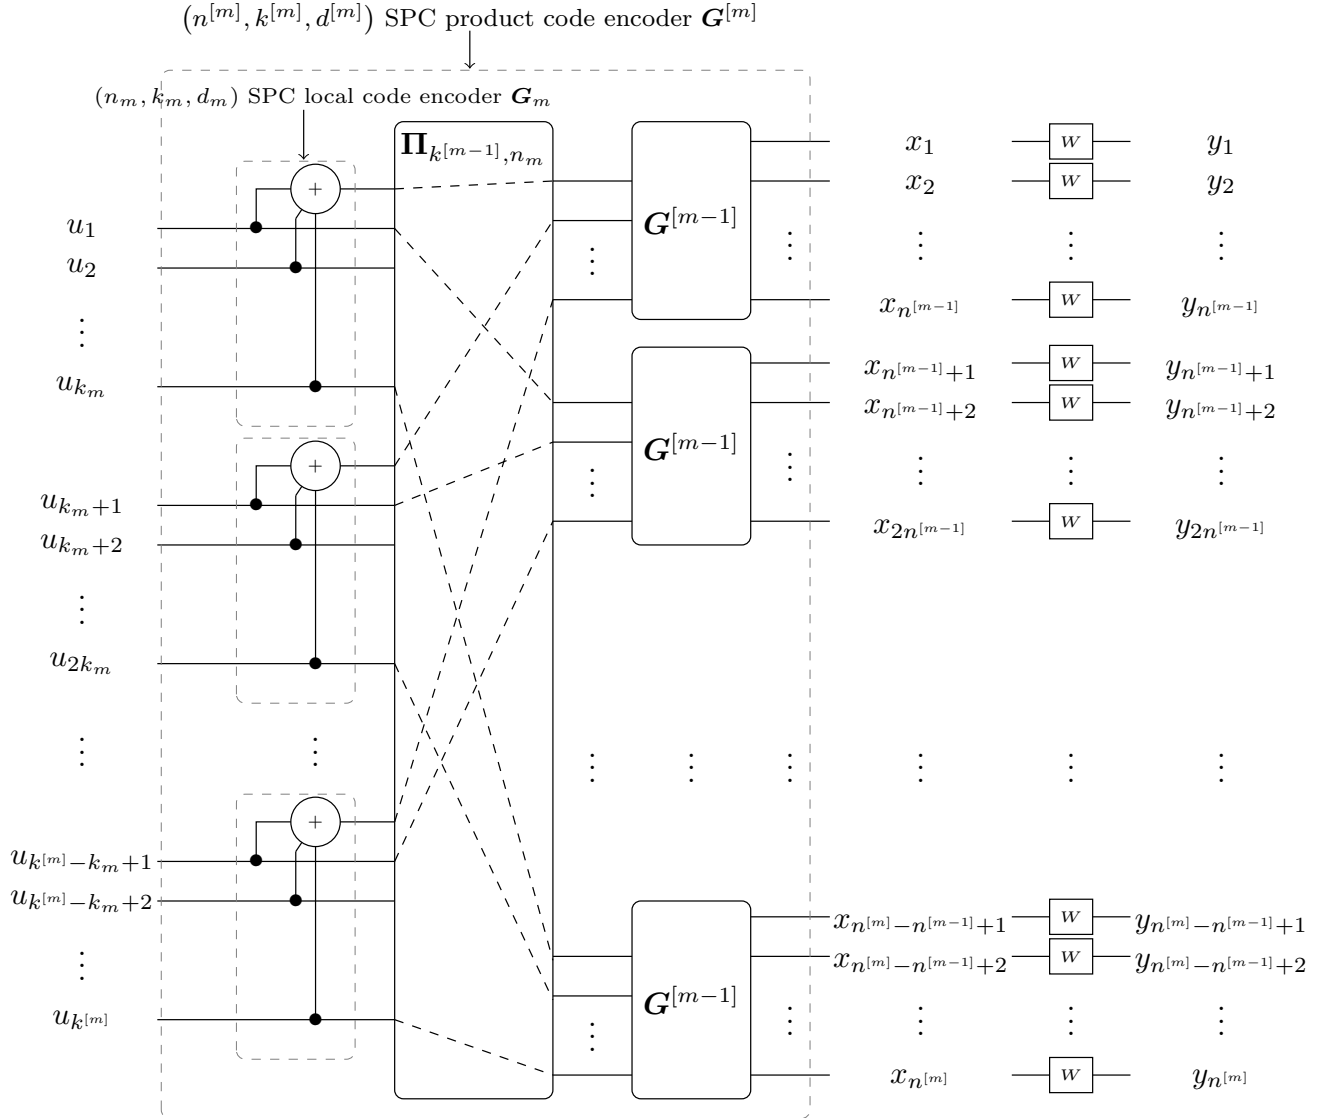 (n^{[m]}, k^{[m]}, d^{[m]}) SPC product code encoder G^{[m]}
(n_m, k_m, d_m) SPC local code encoder G_m
Π_{k^{[m-1]}, n_m}
x_1 W y_1
+ x_2 W y_2
u_1 G^{[m-1]} ⋮ ⋮ ⋮ ⋮
u_2 ⋮
⋮ x_{n^{[m-1]}} W y_{n^{[m-1]}}
u_{k_m} x_{n^{[m-1]}+1} W y_{n^{[m-1]}+1}
x_{n^{[m-1]}+2} W y_{n^{[m-1]}+2}
+ G^{[m-1]} ⋮ ⋮ ⋮ ⋮
u_{k_m+1} ⋮
u_{k_m+2} x_{2n^{[m-1]}} W y_{2n^{[m-1]}}
⋮
u_{2k_m}
⋮ ⋮ ⋮ ⋮ ⋮ ⋮ ⋮ ⋮
+
u_{k^{[m]}-k_m+1}
u_{k^{[m]}-k_m+2} x_{n^{[m]}-n^{[m-1]}+1} W y_{n^{[m]}-n^{[m-1]}+1}
⋮ x_{n^{[m]}-n^{[m-1]}+2} W y_{n^{[m]}-n^{[m-1]}+2}
u_{k^{[m]}} G^{[m-1]} ⋮ ⋮ ⋮ ⋮
⋮
x_{n^{[m]}} W y_{n^{[m]}}